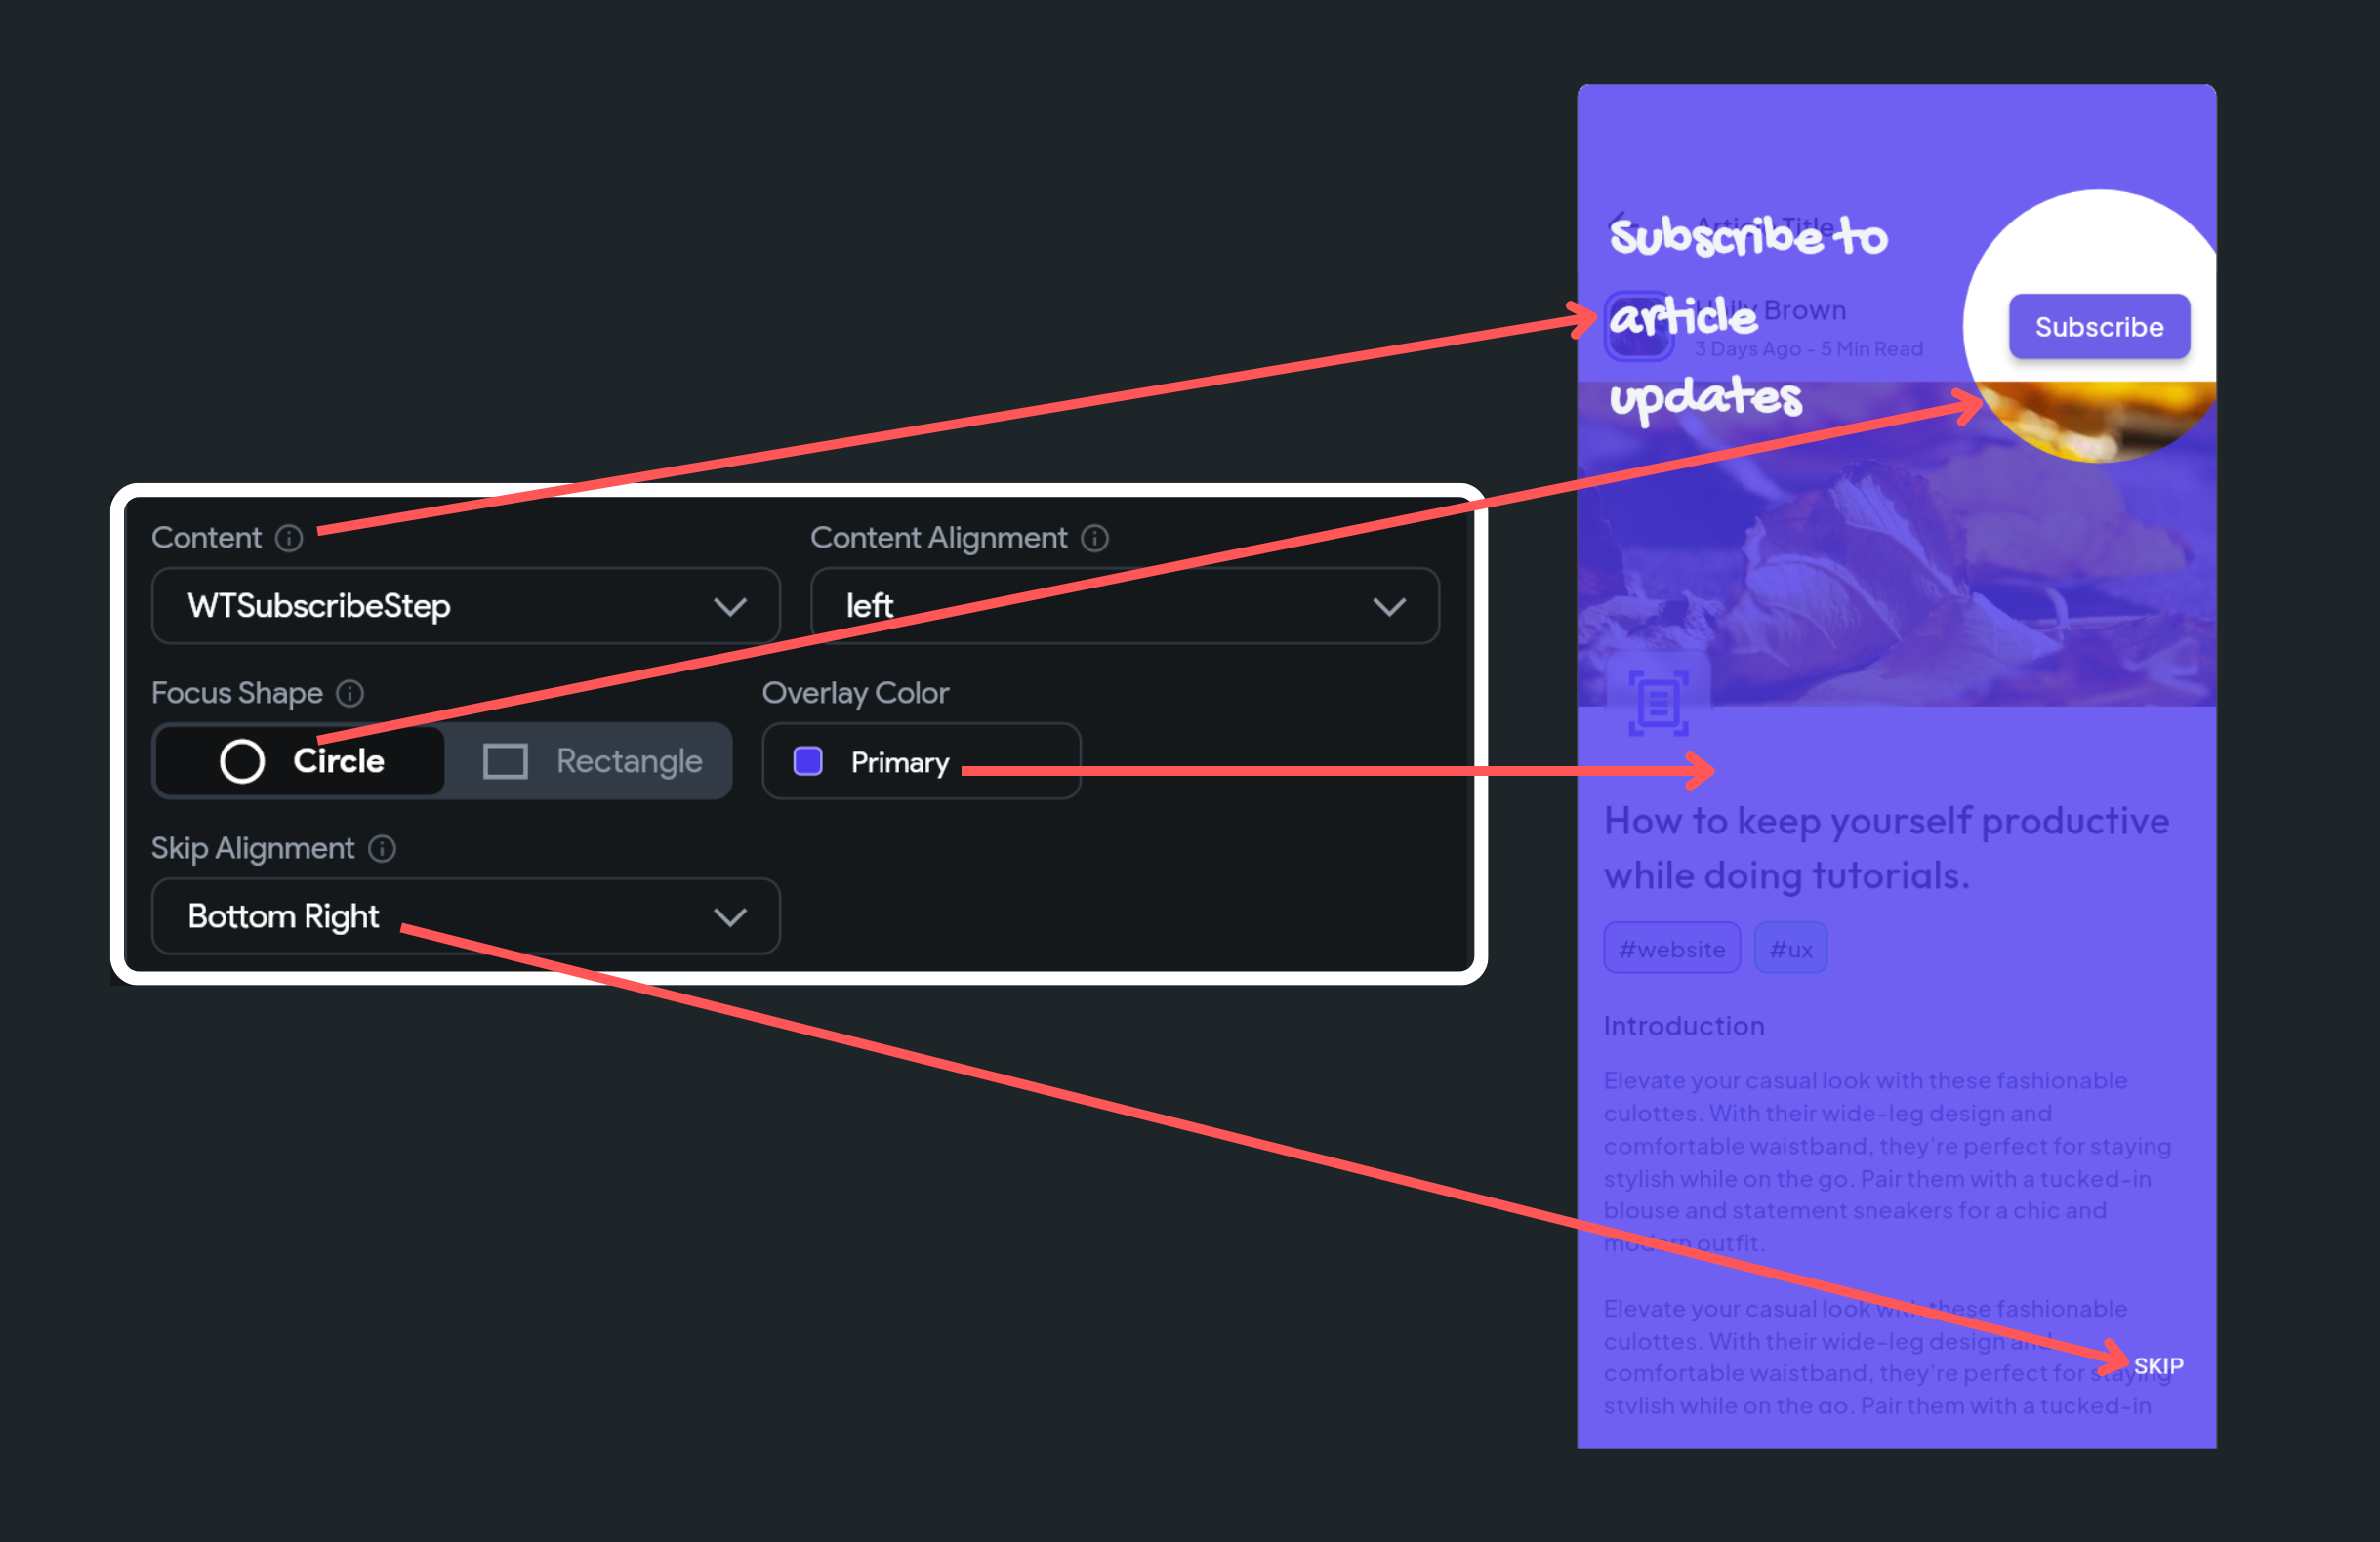 Content
Content Alignment
WTSubscribeStep
left
Focus Shape
Overlay Color
Circle
Rectangle
Primary
Skip Alignment
Bottom Right
Article Title
Subscribe to
article
updates
Brown
3 Days Ago - 5 Min Read
Subscribe
How to keep yourself productive
while doing tutorials.
#website
#ux
Introduction
Elevate your casual look with these fashionable
culottes. With their wide-leg design and
comfortable waistband, they're perfect for staying
stylish while on the go. Pair them with a tucked-in
blouse and statement sneakers for a chic and
modern outfit.
Elevate your casual look with these fashionable
culottes. With their wide-leg design and
comfortable waistband, they're perfect for staying
SKIP
stylish while on the go. Pair them with a tucked-in